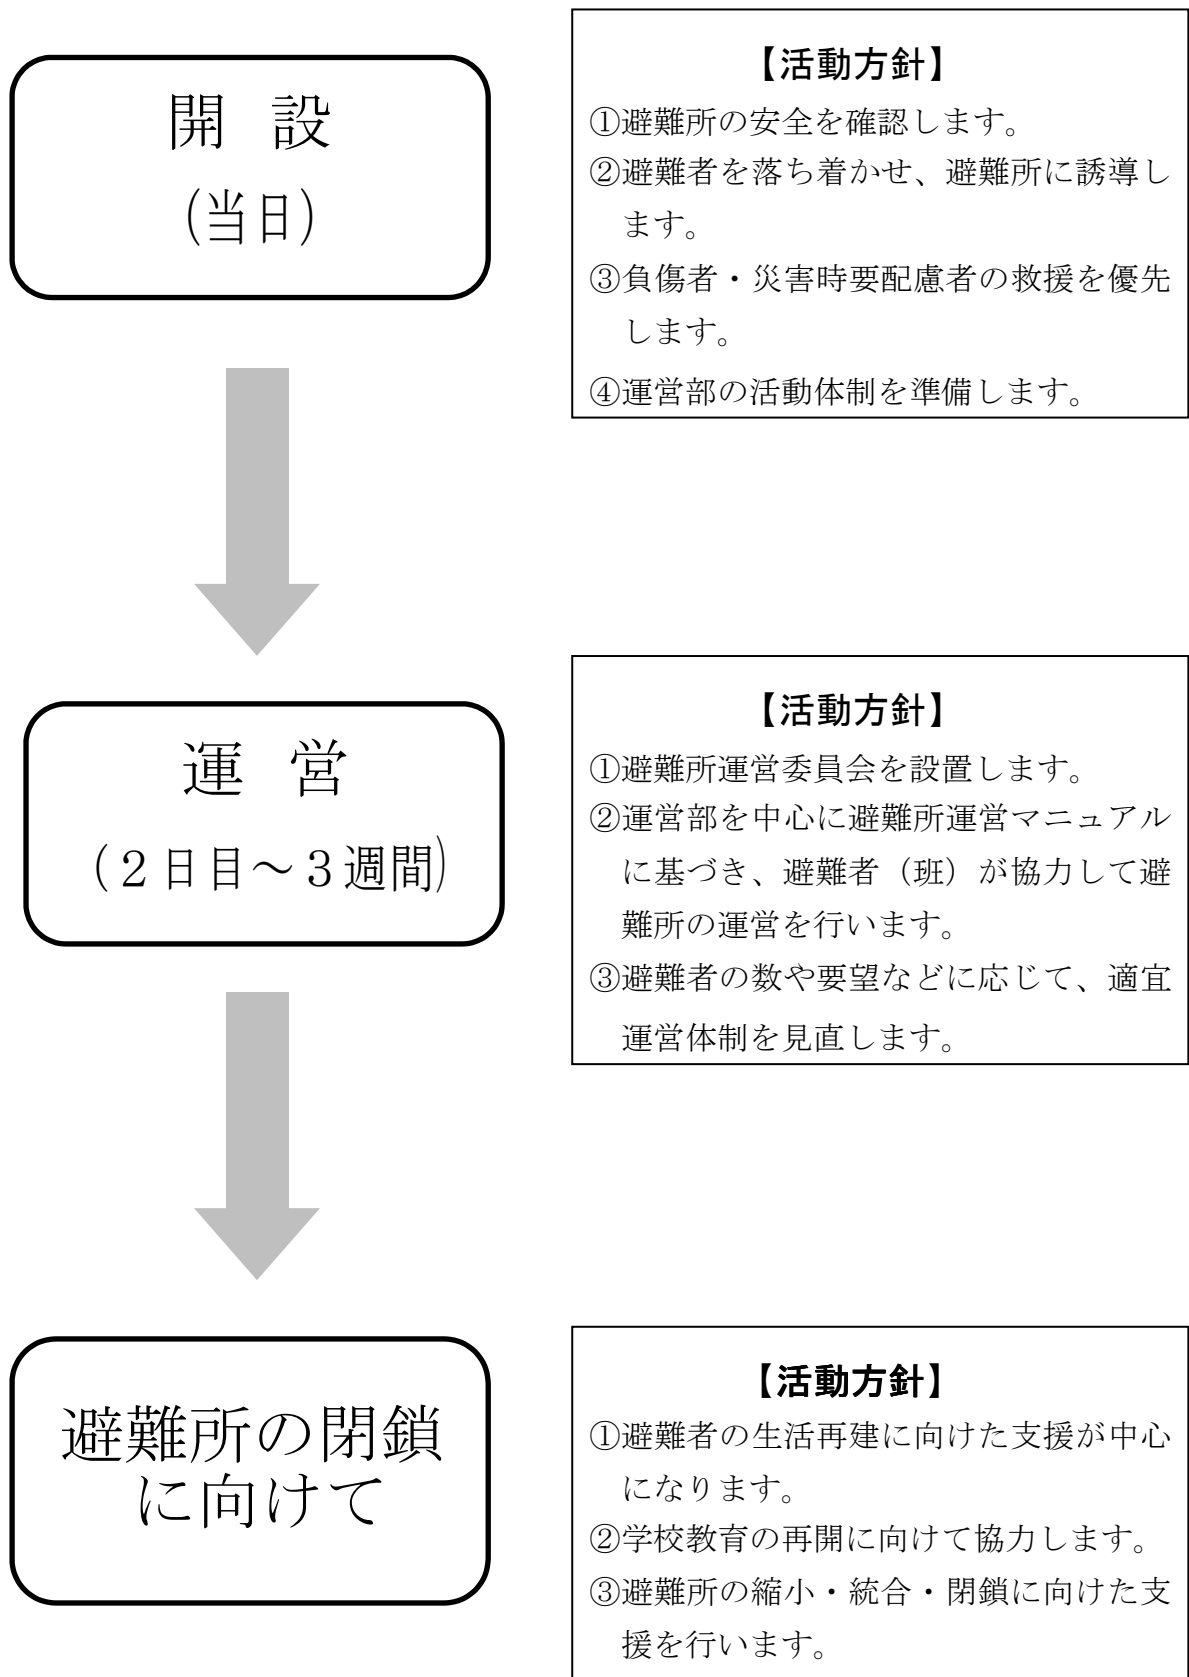 開 設
(当日)
【活動方針】
①避難所の安全を確認します。
②避難者を落ち着かせ、避難所に誘導し
ます。
③負傷者・災害時要配慮者の救援を優先
します。
④運営部の活動体制を準備します。
運 営
(２日目～３週間)
【活動方針】
①避難所運営委員会を設置します。
②運営部を中心に避難所運営マニュアル
に基づき、避難者（班）が協力して避
難所の運営を行います。
③避難者の数や要望などに応じて、適宜
運営体制を見直します。
避難所の閉鎖
に向けて
【活動方針】
①避難者の生活再建に向けた支援が中心
になります。
②学校教育の再開に向けて協力します。
③避難所の縮小・統合・閉鎖に向けた支
援を行います。